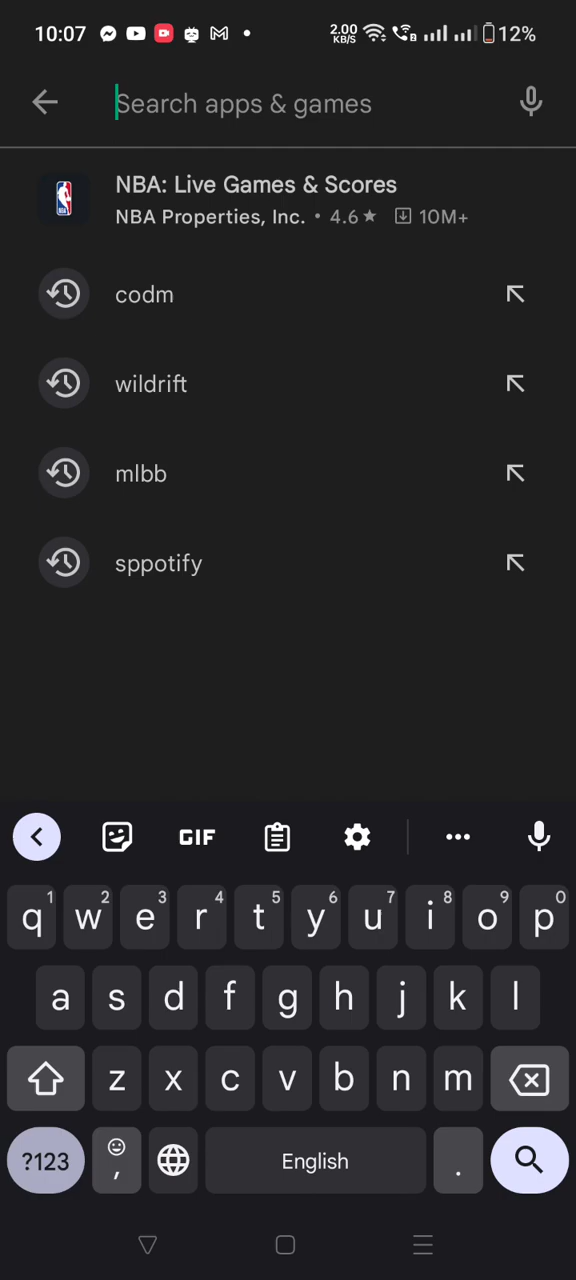 10:07 2.00 KB/S 12%
Search apps & games
NBA: Live Games & Scores
NBA Properties, Inc. • 4.6★ 10M+
codm
wildrift
mlbb
sppotify
GIF
q1 w2 e3 r4 t5 y6 u7 i8 o9 p0
a s d f g h j k l
z x c v b n m
?123 , English .